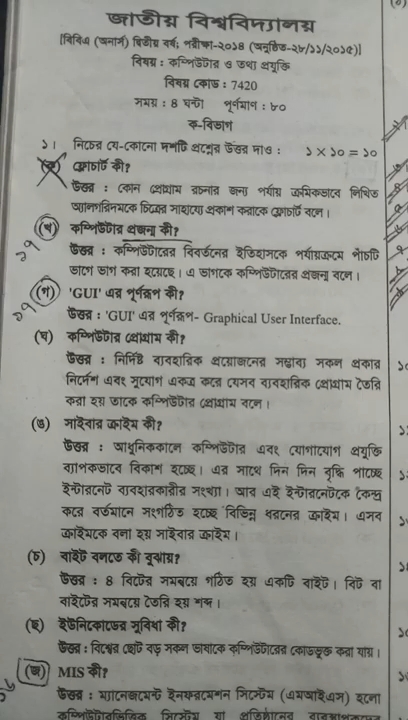 জাতীয় বিশ্ববিদ্যালয়
[বিবিএ (অনার্স) দ্বিতীয় বর্ষ; পরীক্ষা-২০১৪ (অনুষ্ঠিত-২৮/১১/২০১৫)]
বিষয় : কম্পিউটার ও তথ্য প্রযুক্তি
বিষয় কোড : 7420
সময় : ৪ ঘন্টা পূর্ণমাণ : ৮০
ক-বিভাগ
১। নিচের যে-কোনো দশটি প্রশ্নের উত্তর দাও : ১ × ১০ = ১০
(ক) ফ্লোচার্ট কী?
উত্তর : কোন প্রোগ্রাম রচনার জন্য পর্যায় ক্রমিকভাবে লিখিত
অ্যালগরিদমকে চিত্রের সাহায্যে প্রকাশ করাকে ফ্লোচার্ট বলে।
(খ) কম্পিউটার প্রজন্ম কী?
উত্তর : কম্পিউটারের বিবর্তনের ইতিহাসকে পর্যায়ক্রমে পাঁচটি
ভাগে ভাগ করা হয়েছে। এ ভাগকে কম্পিউটারের প্রজন্ম বলে।
১৭
(গ) 'GUI' এর পূর্ণরূপ কী?
উত্তর : 'GUI' এর পূর্ণরূপ- Graphical User Interface.
১৭
(ঘ) কম্পিউটার প্রোগ্রাম কী?
উত্তর : নির্দিষ্ট ব্যবহারিক প্রয়োজনের সম্ভাব্য সকল প্রকার
নির্দেশ এবং সুযোগ একত্র করে যেসব ব্যবহারিক প্রোগ্রাম তৈরি
করা হয় তাকে কম্পিউটার প্রোগ্রাম বলে।
(ঙ) সাইবার ক্রাইম কী?
উত্তর : আধুনিককালে কম্পিউটার এবং যোগাযোগ প্রযুক্তি
ব্যাপকভাবে বিকাশ হচ্ছে। এর সাথে দিন দিন বৃদ্ধি পাচ্ছে
ইন্টারনেট ব্যবহারকারীর সংখ্যা। আর এই ইন্টারনেটকে কেন্দ্র
করে বর্তমানে সংগঠিত হচ্ছে বিভিন্ন ধরনের ক্রাইম। এসব
ক্রাইমকে বলা হয় সাইবার ক্রাইম।
(চ) বাইট বলতে কী বুঝায়?
উত্তর : ৪ বিটের সমন্বয়ে গঠিত হয় একটি বাইট। বিট বা
বাইটের সমন্বয়ে তৈরি হয় শব্দ।
(ছ) ইউনিকোডের সুবিধা কী?
উত্তর : বিশ্বের ছোট বড় সকল ভাষাকে কম্পিউটারের কোডভুক্ত করা যায়।
(জ) MIS কী?
উত্তর : ম্যানেজমেন্ট ইনফরমেশন সিস্টেম (এমআইএস) হলো
কম্পিউটারভিত্তিক সিস্টেম যা প্রতিষ্ঠানের